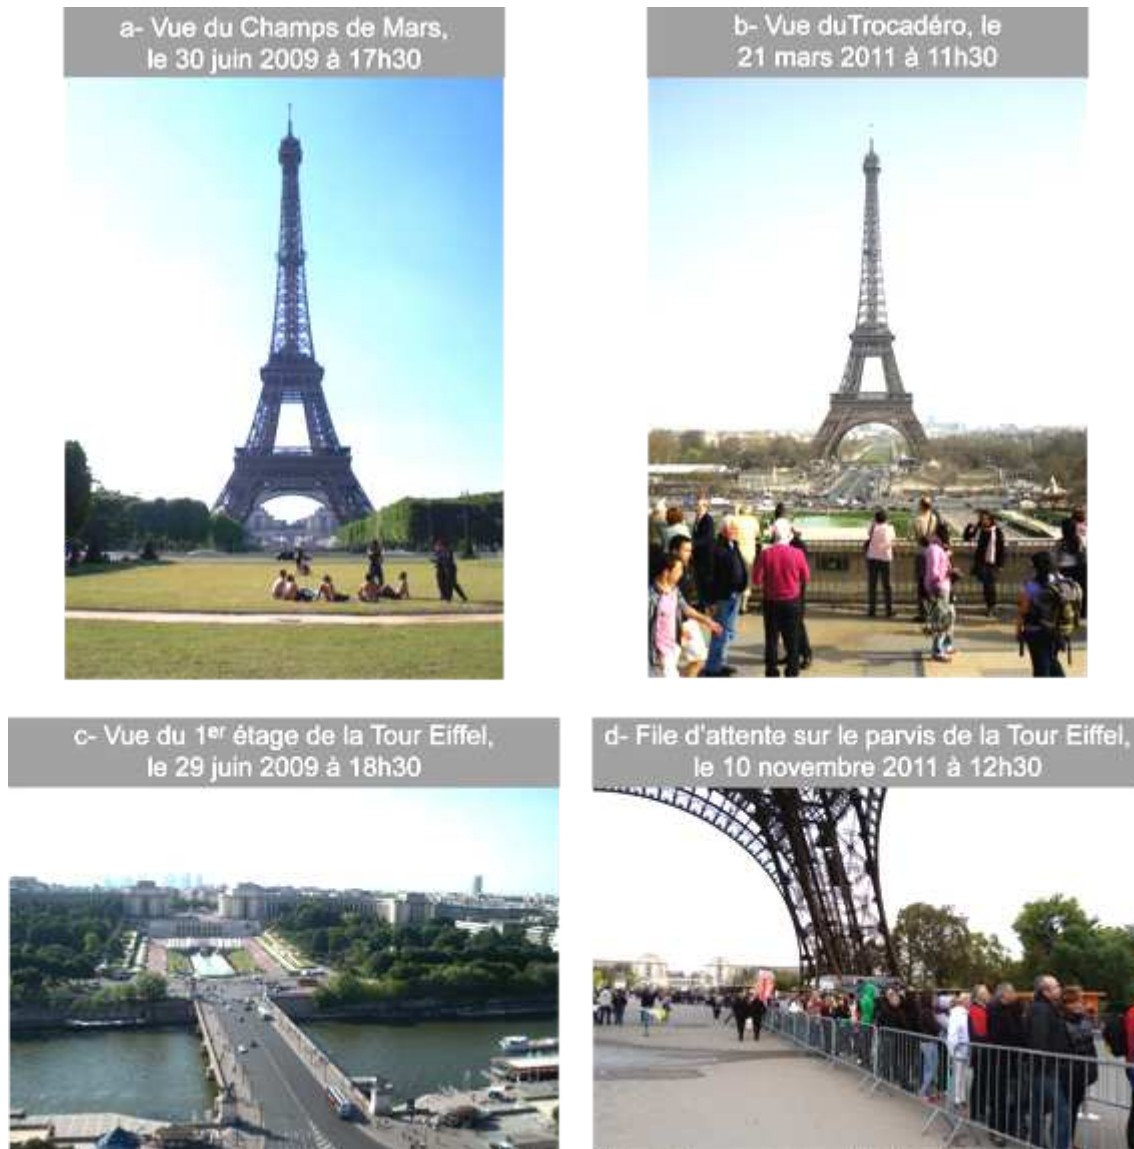 a- Vue du Champs de Mars,
le 30 juin 2009 à 17h30
b- Vue duTrocadéro, le
21 mars 2011 à 11h30
c- Vue du 1er étage de la Tour Eiffel,
le 29 juin 2009 à 18h30
d- File d'attente sur le parvis de la Tour Eiffel,
le 10 novembre 2011 à 12h30